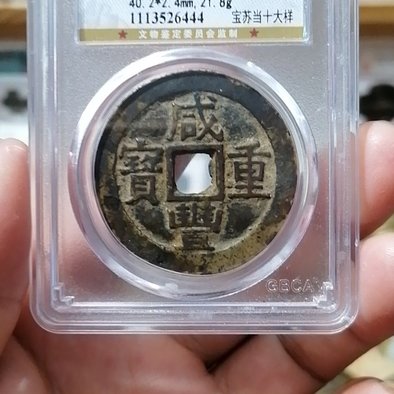 40.2*2.4mm,21.8g
1113526444 宝苏当十大样
★ 文物鉴定委员会监制 ★
咸
寶 重
豐
GBCA